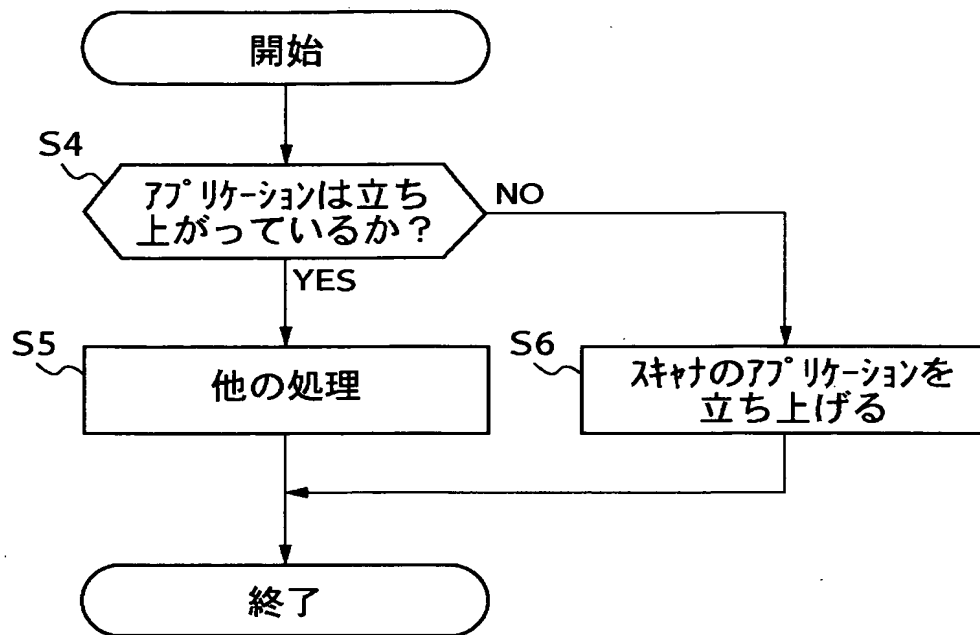 開始
S4
ｱﾌﾟﾘｹｰｼｮﾝは立ち
上がっているか？
NO
YES
S5
他の処理
S6
ｽｷｬﾅのｱﾌﾟﾘｹｰｼｮﾝを
立ち上げる
終了